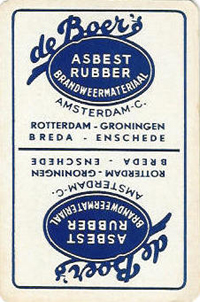 de Boer's
ASBEST
RUBBER
BRANDWEERMATERIAAL
AMSTERDAM-C.
ROTTERDAM - GRONINGEN
BREDA - ENSCHEDE
BREDA - ENSCHEDE
ROTTERDAM - GRONINGEN
AMSTERDAM-C.
BRANDWEERMATERIAAL
RUBBER
ASBEST
de Boer's